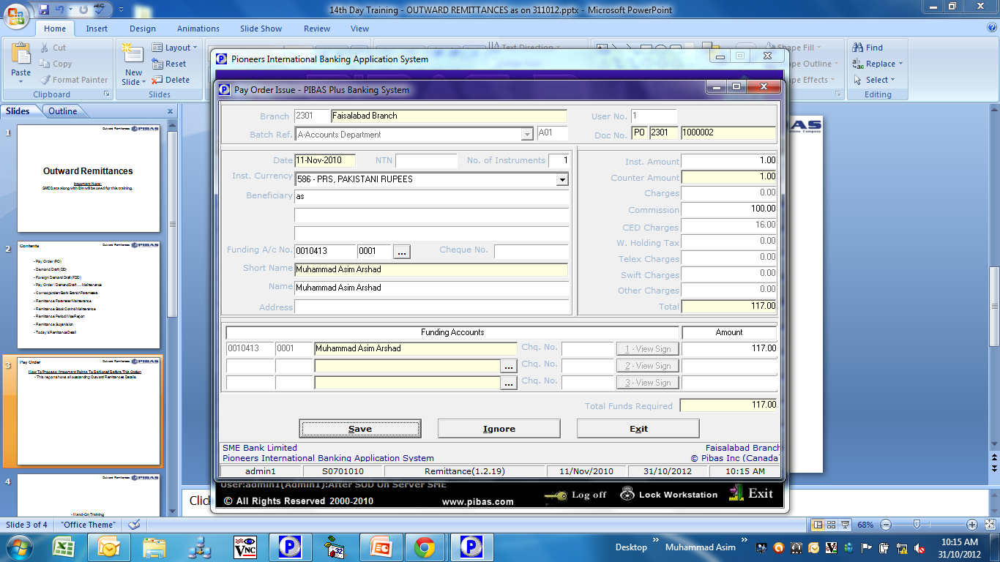 14th Day Training - OUTWARD REMITTANCES as on 311012.pptx - Microsoft PowerPoint
Home Insert Design Animations Slide Show Review View
Paste
Cut
Copy
Format Painter
Clipboard
New Slide
Layout
Reset
Delete
Slides
Text Direction
Shape Fill
Shape Outline
Shape Effects
Find
Replace
Select
Editing
Slides Outline
1
Outward Remittances PIBAS
Outward Remittances
Important Note:
SME Data along with Bin will be used for this training.
2
Contents Outward Remittances PIBAS
- Pay Order (PO)
- Demand Draft (DD)
- Foreign Demand Draft (FDD)
- Pay Order / Demand Draft .... Maintenance
- Correspondent Bank Branch Parameters
- Remittance Parameter Maintenance
- Remittance Stock Control Maintenance
- Remittance Period Wise Report
- Remittance Supervision
- Today's Remittance Detail
3
Pay Order Outward Remittances PIBAS
How To Process /Important Points To Be Noted Before This Option
- This reports shows all outstanding Outward Remittances Details.
4
Outward Remittances PIBAS
- Hand-On Training
Pioneers International Banking Application System
Pay Order Issue - PIBAS Plus Banking System
Branch 2301 Faisalabad Branch User No. 1
Batch Ref. A-Accounts Department A01 Doc No. PO 2301 1000002
Date 11-Nov-2010 NTN No. of Instruments 1
Inst. Currency 586 - PRS, PAKISTANI RUPEES
Beneficiary as
Funding A/c No. 0010413 0001 ... Cheque No.
Short Name Muhammad Asim Arshad
Name Muhammad Asim Arshad
Address
Inst. Amount 1.00
Counter Amount 1.00
Charges 0.00
Commission 100.00
CED Charges 16.00
W. Holding Tax 0.00
Telex Charges 0.00
Swift Charges 0.00
Other Charges 0.00
Total 117.00
Funding Accounts Amount
0010413 0001 Muhammad Asim Arshad Chq. No. 1 - View Sign 117.00
... Chq. No. 2 - View Sign
... Chq. No. 3 - View Sign
Total Funds Required 117.00
Save Ignore Exit
SME Bank Limited Faisalabad Branch
Pioneers International Banking Application System © Pibas Inc (Canada
admin1 S0701010 Remittance(1.2.19) 11/Nov/2010 31/10/2012 10:15 AM
User:admin1(Admin1):After SOD On Server SME
© All Rights Reserved 2000-2010 www.pibas.com Log off Lock Workstation Exit
Clic
Slide 3 of 4 "Office Theme" 68%
Desktop Muhammad Asim 10:15 AM
31/10/2012